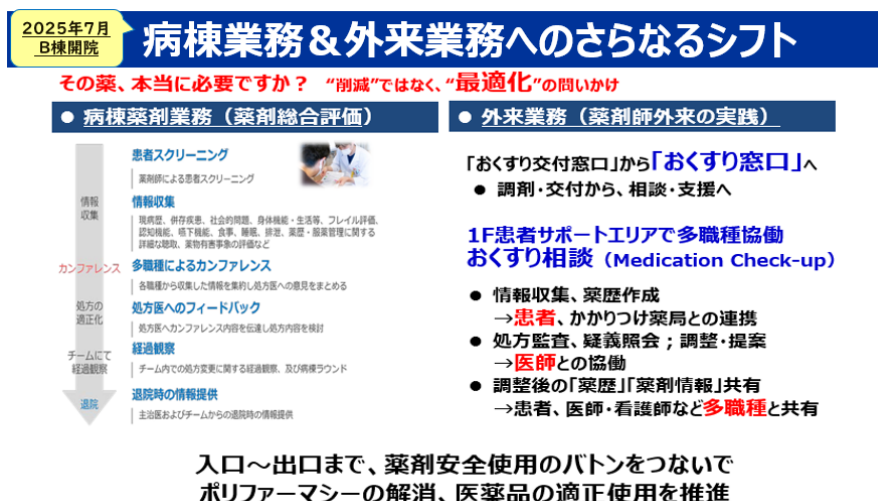 2025年7月
B棟開院
病棟業務&外来業務へのさらなるシフト
その薬、本当に必要ですか? “削減”ではなく、“最適化”の問いかけ
● 病棟薬剤業務(薬剤総合評価)
情報
収集
カンファレンス
処方の
適正化
チームにて
経過観察
退院
患者スクリーニング
薬剤師による患者スクリーニング
情報収集
現病歴、併存疾患、社会的問題、身体機能・生活等、フレイル評価、
認知機能、嚥下機能、食事、睡眠、排泄、薬歴・服薬管理に関する
詳細な聴取、薬物有害事象の評価など
多職種によるカンファレンス
各職種から収集した情報を集約し処方医への意見をまとめる
処方医へのフィードバック
処方医へカンファレンス内容を伝達し処方内容を検討
経過観察
チーム内での処方変更に関する経過観察、及び病棟ラウンド
退院時の情報提供
主治医およびチームからの退院時の情報提供
● 外来業務(薬剤師外来の実践)
「おくすり交付窓口」から「おくすり窓口」へ
● 調剤・交付から、相談・支援へ
1F患者サポートエリアで多職種協働
おくすり相談(Medication Check-up)
● 情報収集、薬歴作成
→患者、かかりつけ薬局との連携
● 処方監査、疑義照会;調整・提案
→医師との協働
● 調整後の「薬歴」「薬剤情報」共有
→患者、医師・看護師など多職種と共有
入口~出口まで、薬剤安全使用のバトンをつないで
ポリファーマシーの解消、医薬品の適正使用を推進